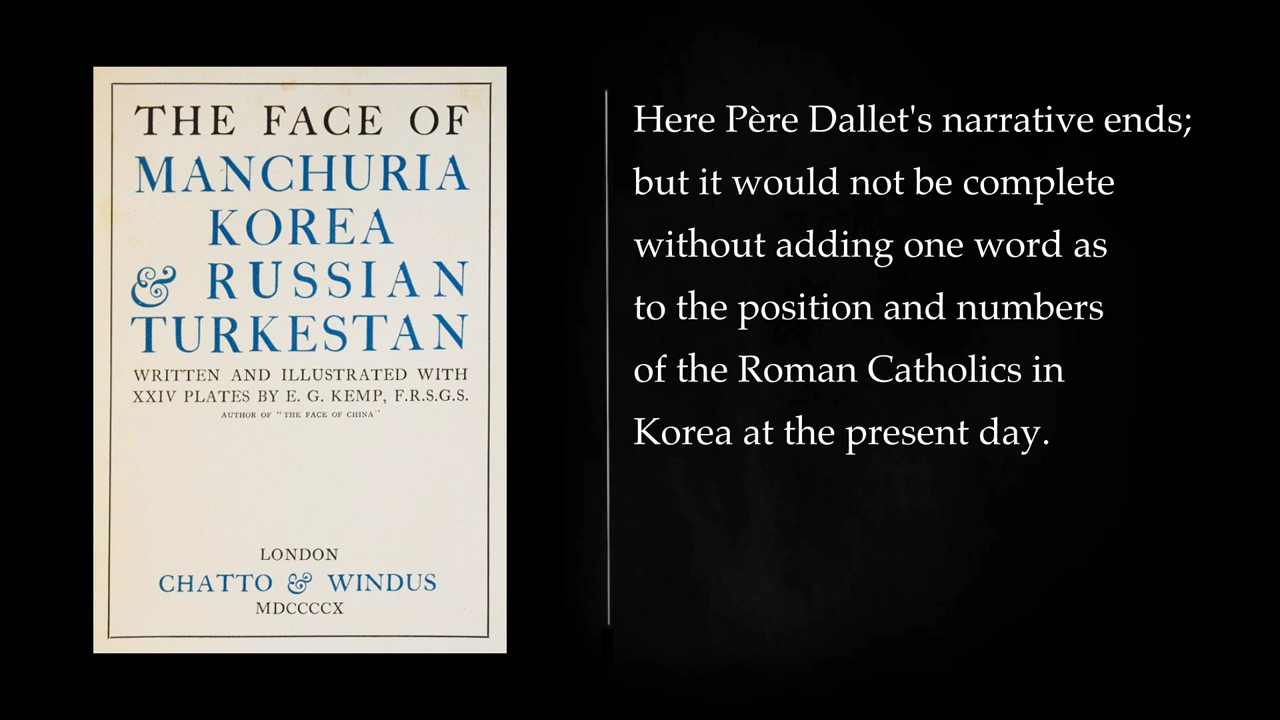 THE FACE OF
MANCHURIA
KOREA
& RUSSIAN
TURKESTAN
WRITTEN AND ILLUSTRATED WITH
XXIV PLATES BY E. G. KEMP, F.R.S.G.S.
AUTHOR OF "THE FACE OF CHINA"
LONDON
CHATTO & WINDUS
MDCCCCX
Here Père Dallet's narrative ends;
but it would not be complete
without adding one word as
to the position and numbers
of the Roman Catholics in
Korea at the present day.